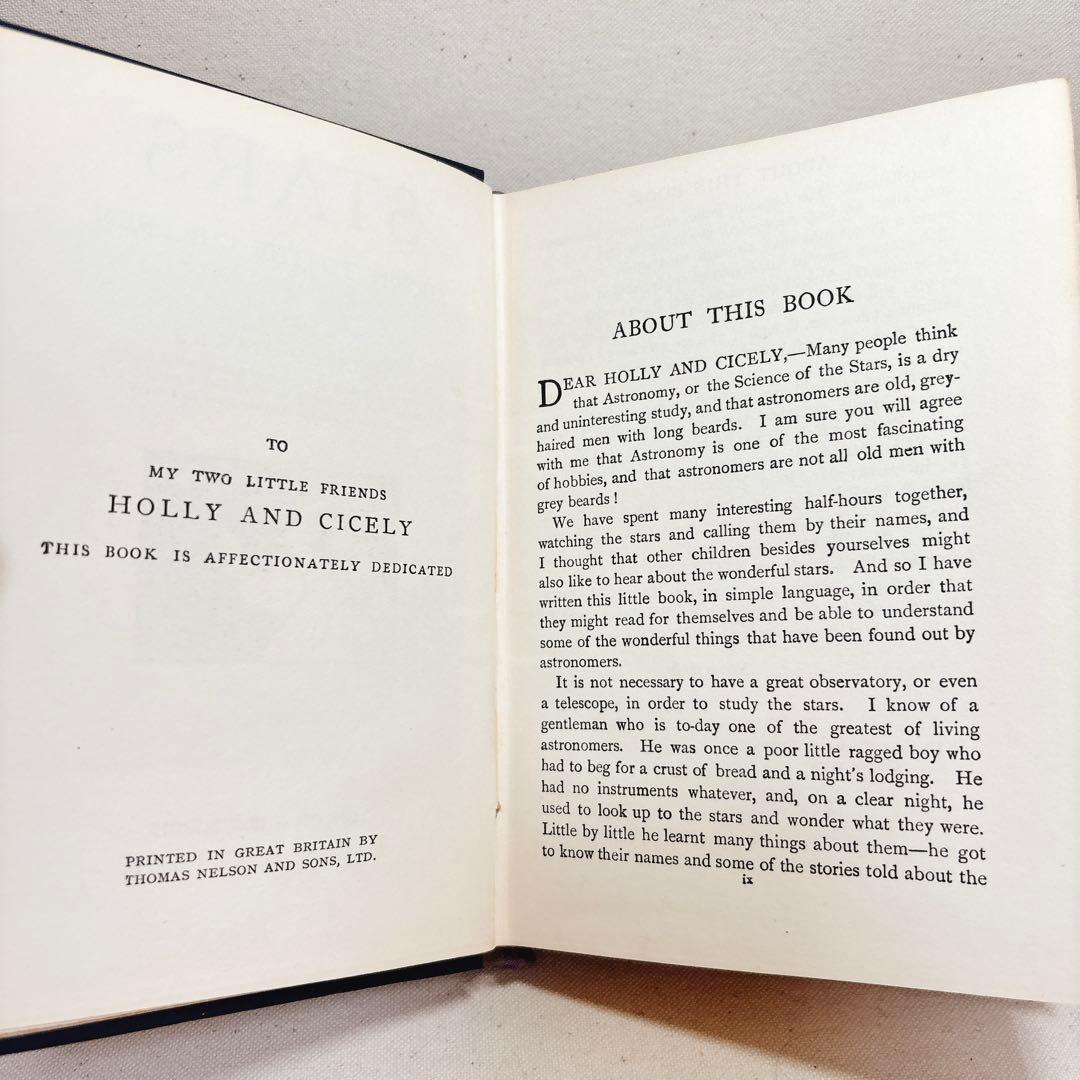 TO
MY TWO LITTLE FRIENDS
HOLLY AND CICELY
THIS BOOK IS AFFECTIONATELY DEDICATED
PRINTED IN GREAT BRITAIN BY
THOMAS NELSON AND SONS, LTD.
ABOUT THIS BOOK
DEAR HOLLY AND CICELY,—Many people think
that Astronomy, or the Science of the Stars, is a dry
and uninteresting study, and that astronomers are old, grey-
haired men with long beards. I am sure you will agree
with me that Astronomy is one of the most fascinating
of hobbies, and that astronomers are not all old men with
grey beards!
We have spent many interesting half-hours together,
watching the stars and calling them by their names, and
I thought that other children besides yourselves might
also like to hear about the wonderful stars. And so I have
written this little book, in simple language, in order that
they might read for themselves and be able to understand
some of the wonderful things that have been found out by
astronomers.
It is not necessary to have a great observatory, or even
a telescope, in order to study the stars. I know of a
gentleman who is to-day one of the greatest of living
astronomers. He was once a poor little ragged boy who
had to beg for a crust of bread and a night's lodging. He
had no instruments whatever, and, on a clear night, he
used to look up to the stars and wonder what they were.
Little by little he learnt many things about them—he got
to know their names and some of the stories told about the
ix